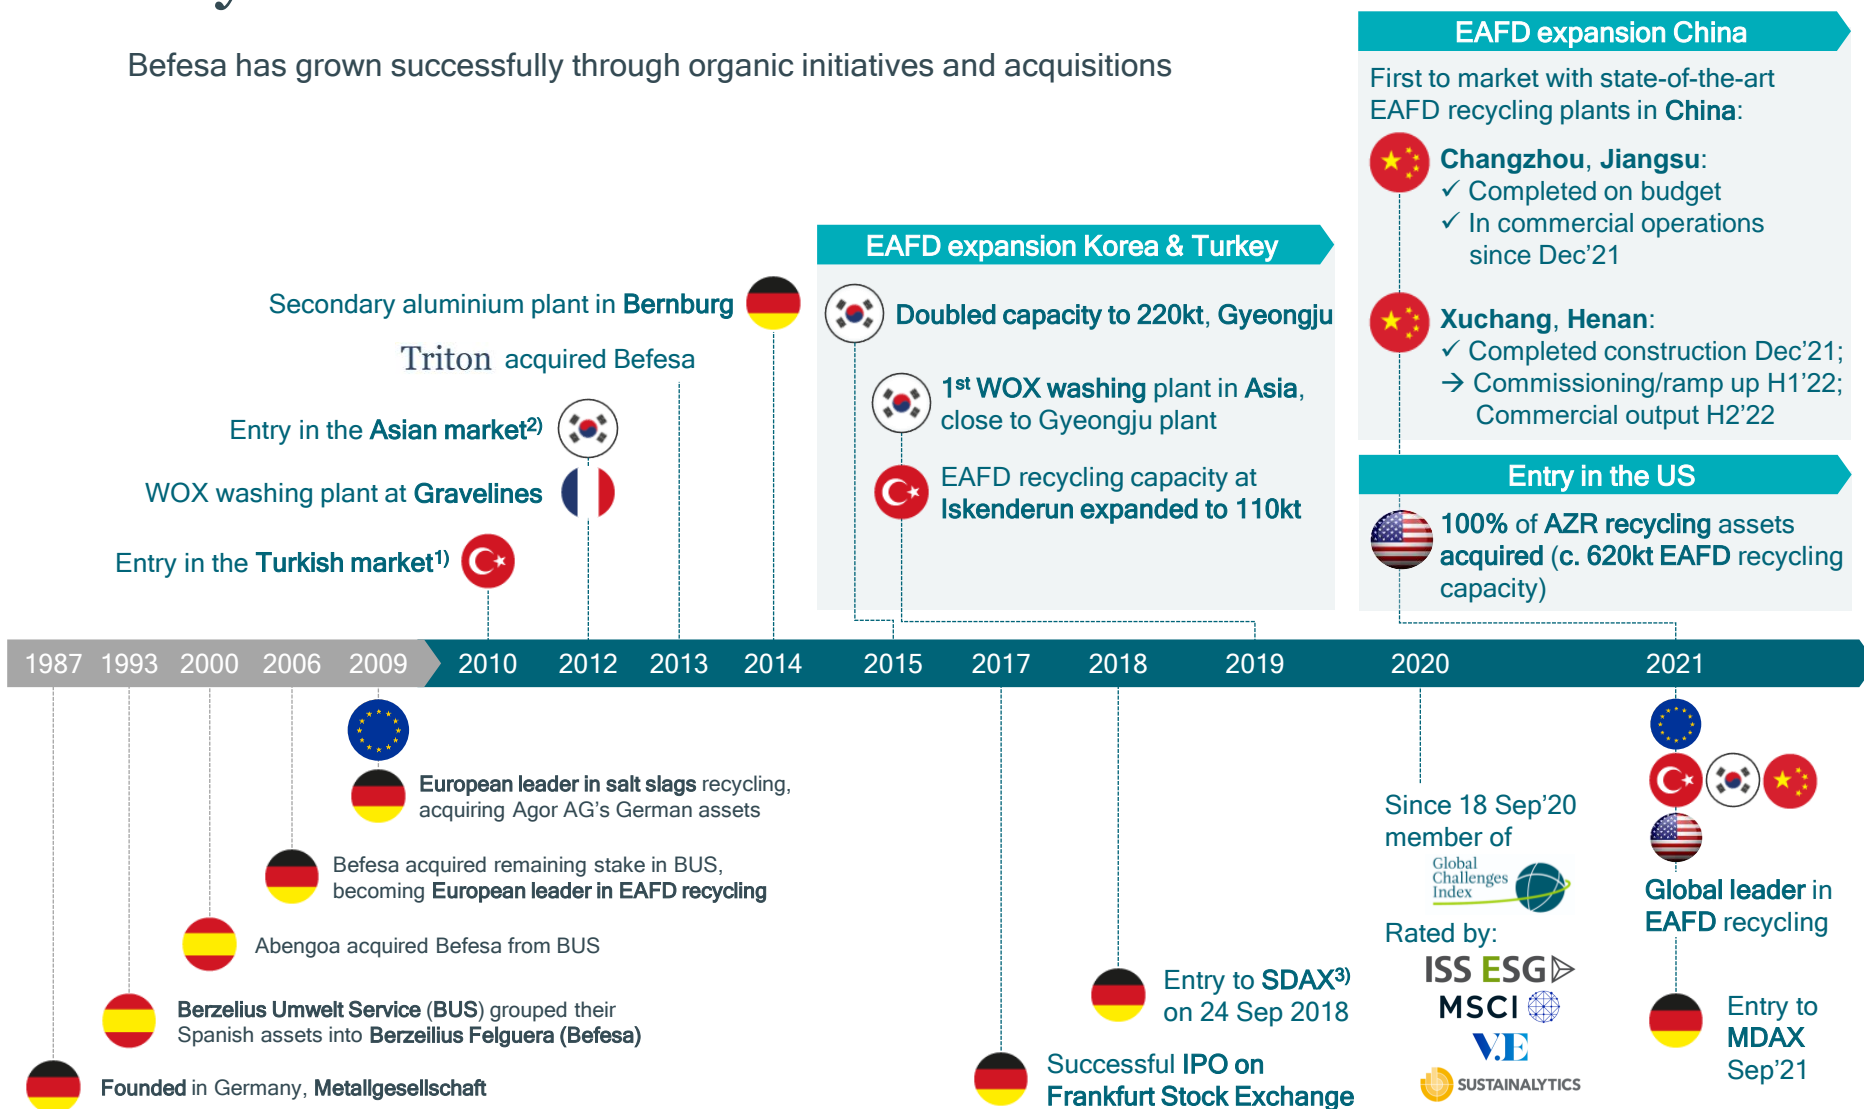 Befesa has grown successfully through organic initiatives and acquisitions
EAFD expansion China
First to market with state-of-the-art
EAFD recycling plants in China:
Changzhou, Jiangsu:
✓ Completed on budget
✓ In commercial operations
since Dec’21
Xuchang, Henan:
✓ Completed construction Dec’21;
→ Commissioning/ramp up H1’22;
Commercial output H2’22
Entry in the US
100% of AZR recycling assets
acquired (c. 620kt EAFD recycling
capacity)
EAFD expansion Korea & Turkey
Doubled capacity to 220kt, Gyeongju
1st WOX washing plant in Asia,
close to Gyeongju plant
EAFD recycling capacity at
Iskenderun expanded to 110kt
Secondary aluminium plant in Bernburg
Triton acquired Befesa
Entry in the Asian market2)
WOX washing plant at Gravelines
Entry in the Turkish market1)
1987 1993 2000 2006 2009 2010 2012 2013 2014 2015 2017 2018 2019 2020 2021
European leader in salt slags recycling,
acquiring Agor AG’s German assets
Befesa acquired remaining stake in BUS,
becoming European leader in EAFD recycling
Abengoa acquired Befesa from BUS
Berzelius Umwelt Service (BUS) grouped their
Spanish assets into Berzeilius Felguera (Befesa)
Founded in Germany, Metallgesellschaft
Successful IPO on
Frankfurt Stock Exchange
Entry to SDAX3)
on 24 Sep 2018
Since 18 Sep’20
member of
Global
Challenges
Index
Rated by:
ISS ESG
MSCI
V.E
SUSTAINALYTICS
Global leader in
EAFD recycling
Entry to
MDAX
Sep’21